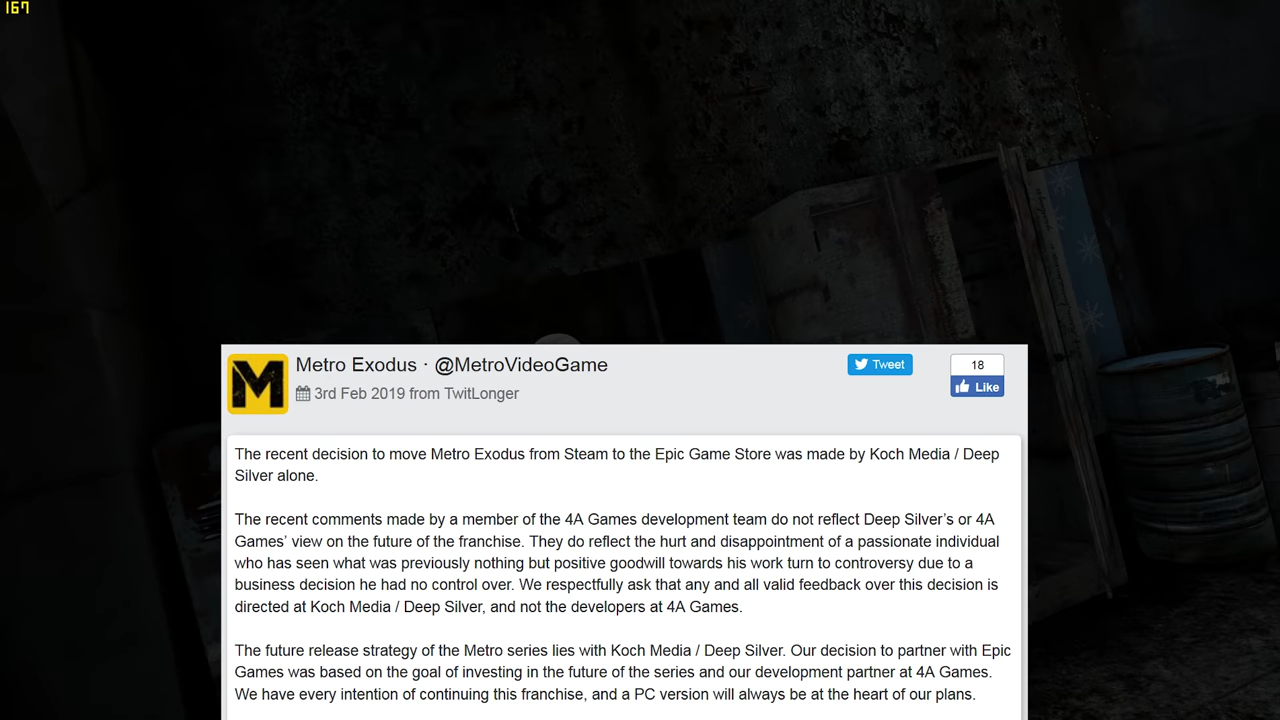 167
Metro Exodus · @MetroVideoGame
Tweet
18
Like
3rd Feb 2019 from TwitLonger
The recent decision to move Metro Exodus from Steam to the Epic Game Store was made by Koch Media / Deep
Silver alone.
The recent comments made by a member of the 4A Games development team do not reflect Deep Silver’s or 4A
Games’ view on the future of the franchise. They do reflect the hurt and disappointment of a passionate individual
who has seen what was previously nothing but positive goodwill towards his work turn to controversy due to a
business decision he had no control over. We respectfully ask that any and all valid feedback over this decision is
directed at Koch Media / Deep Silver, and not the developers at 4A Games.
The future release strategy of the Metro series lies with Koch Media / Deep Silver. Our decision to partner with Epic
Games was based on the goal of investing in the future of the series and our development partner at 4A Games.
We have every intention of continuing this franchise, and a PC version will always be at the heart of our plans.